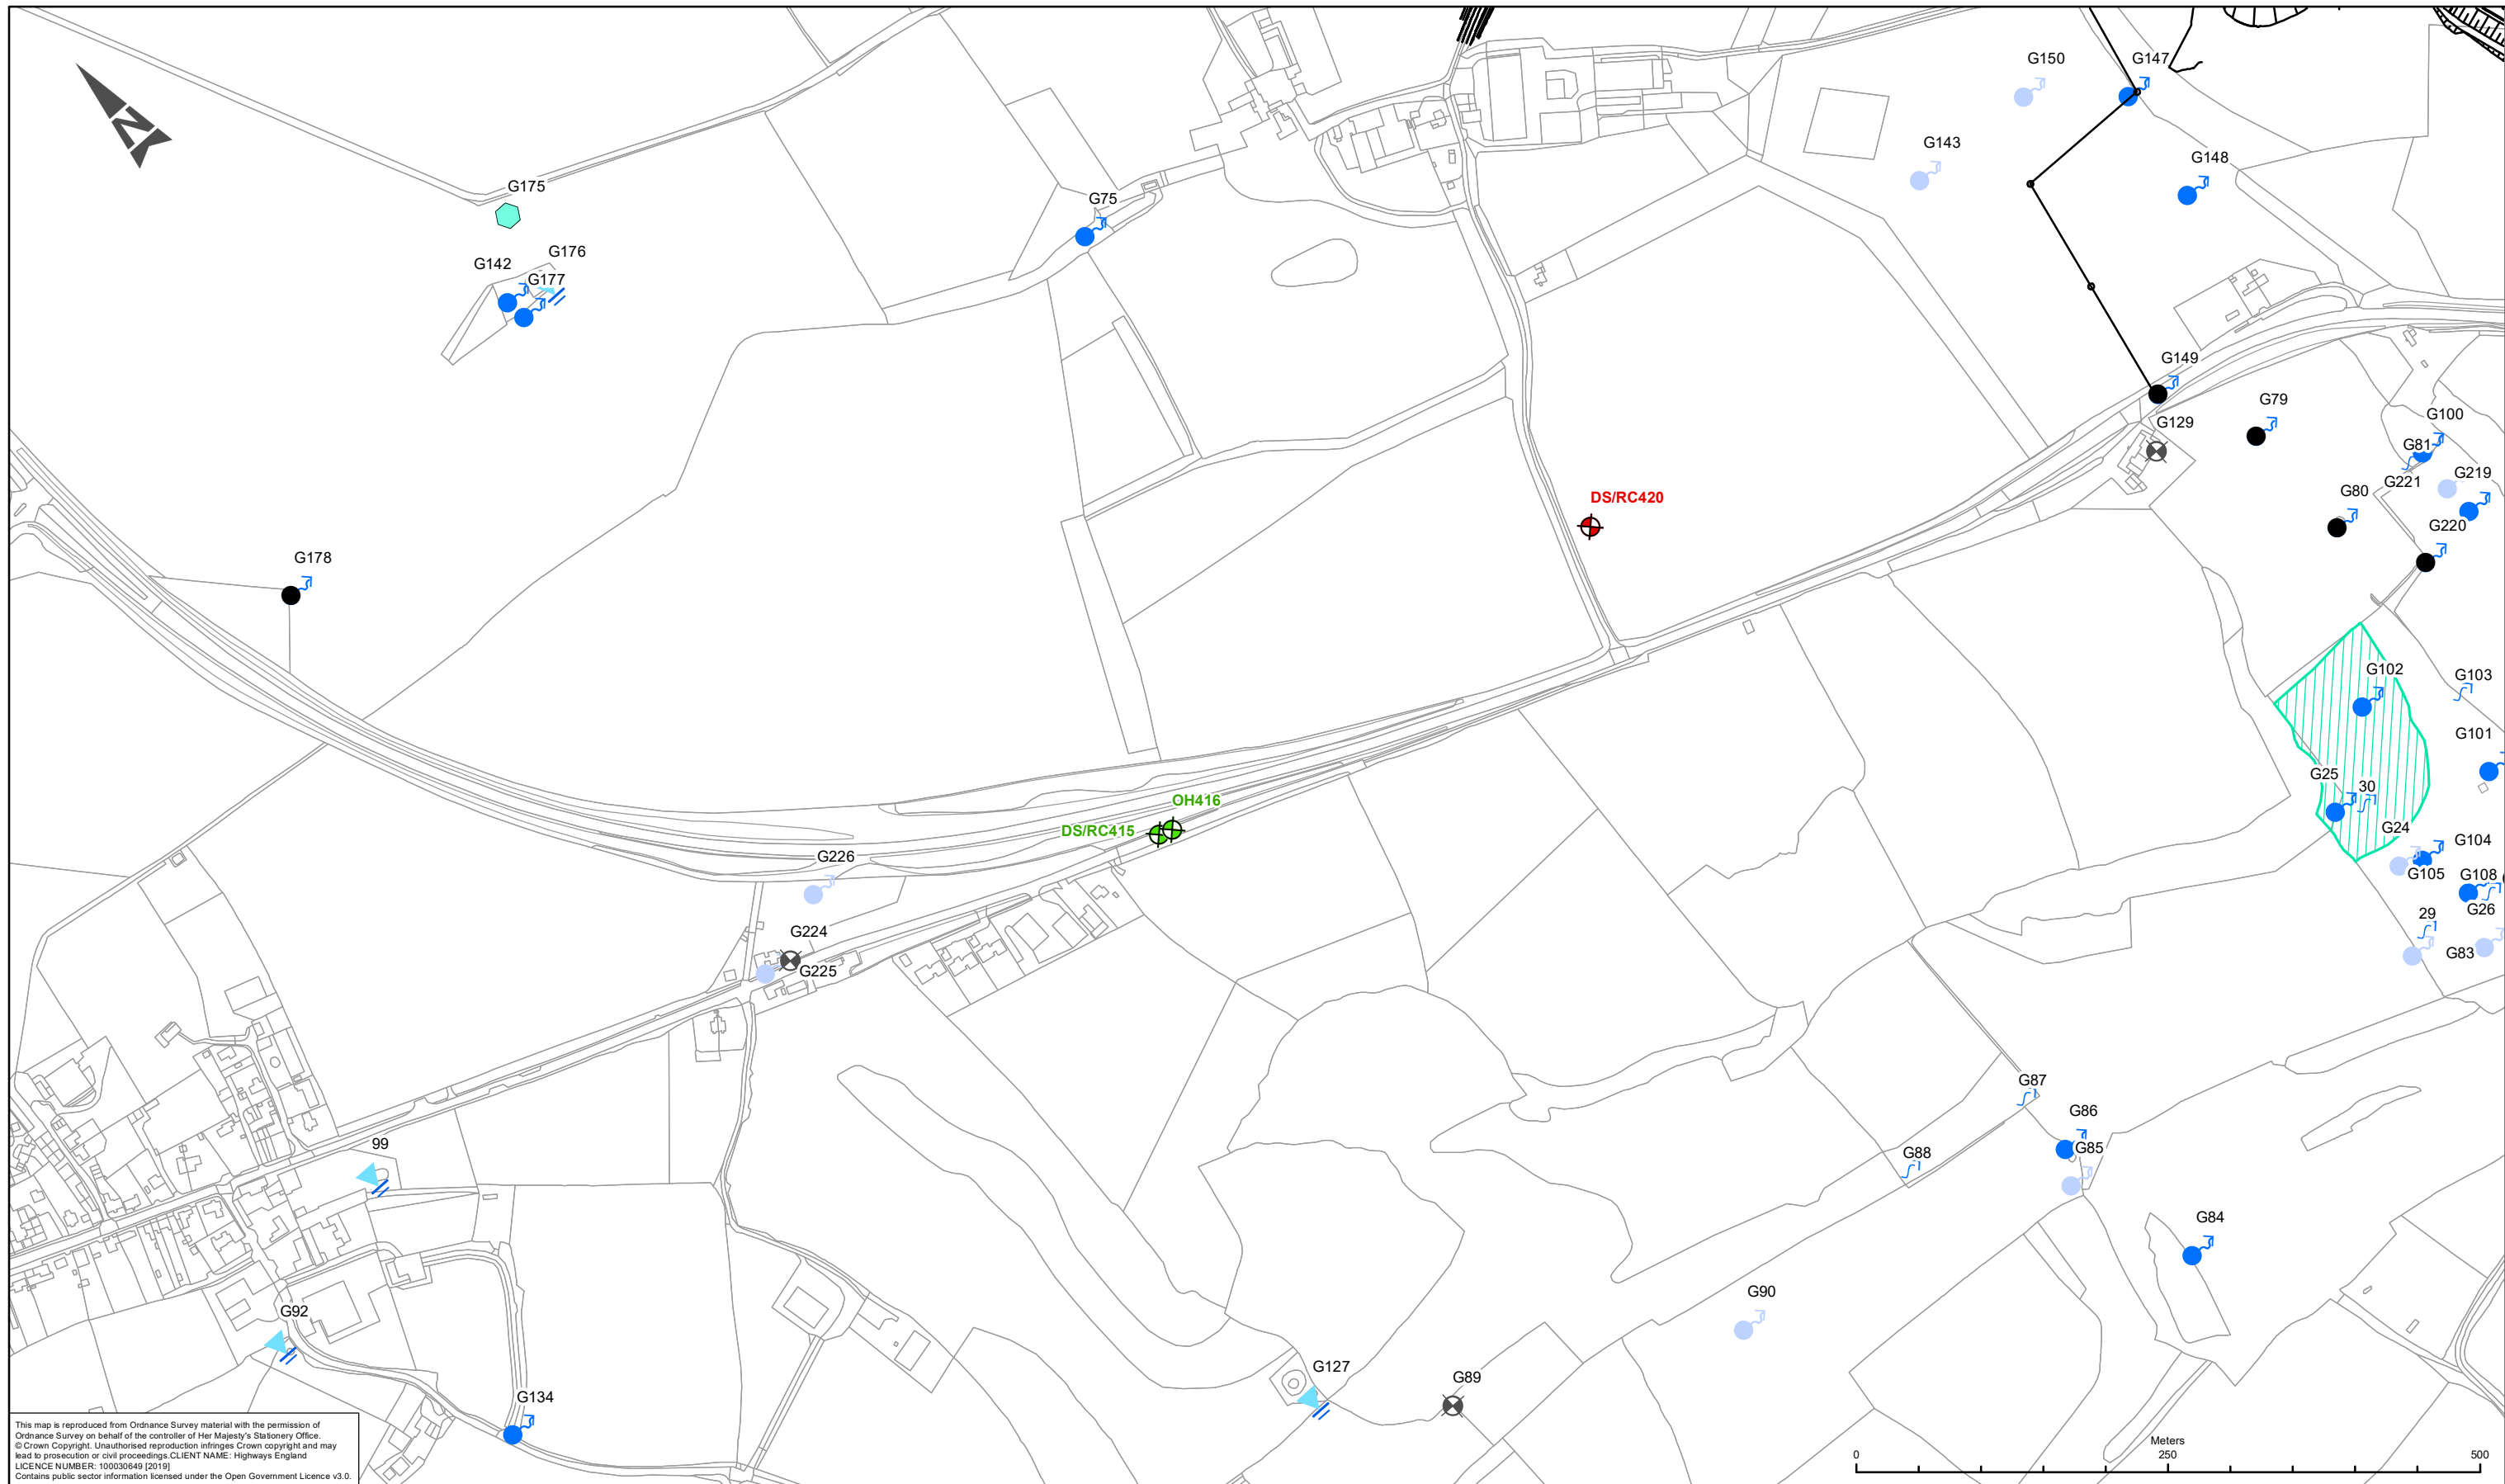 G150
G147
G143
G148
G175
G75
G142
G176
G177
G149
G79
G129
G100
G81
G219
G221
G80
G220
DS/RC420
G178
G102
G103
G101
G25
30
OH416
DS/RC415
G24
G104
G226
G105
G108
G26
29
G83
G224
G225
G87
G86
G85
G88
99
G84
G90
G92
G127
G89
G134
N
Meters
0 250 500
This map is reproduced from Ordnance Survey material with the permission of
Ordnance Survey on behalf of the controller of Her Majesty's Stationery Office.
© Crown Copyright. Unauthorised reproduction infringes Crown copyright and may
lead to prosecution or civil proceedings.CLIENT NAME: Highways England
LICENCE NUMBER: 100030649 [2019]
Contains public sector information licensed under the Open Government Licence v3.0.